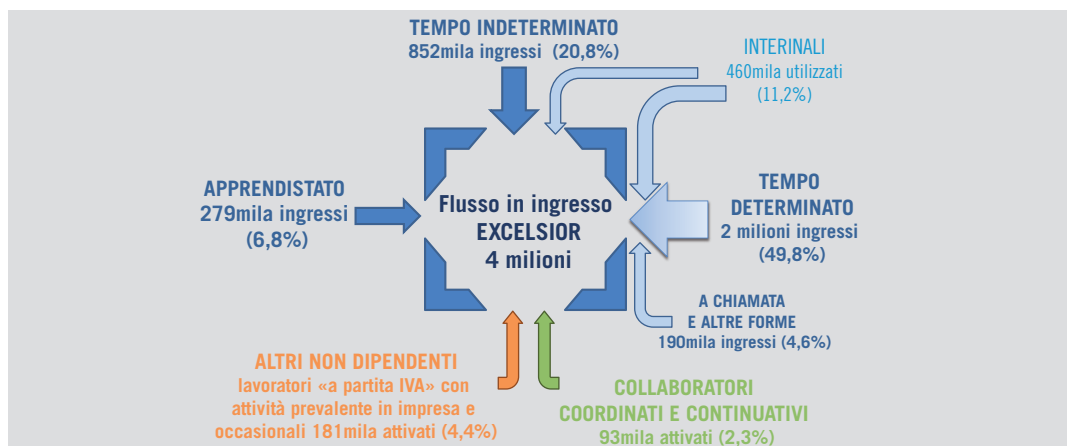 TEMPO INDETERMINATO
852mila ingressi (20,8%)
INTERINALI
460mila utilizzati
(11,2%)
APPRENDISTATO
279mila ingressi
(6,8%)
Flusso in ingresso
EXCELSIOR
4 milioni
TEMPO
DETERMINATO
2 milioni ingressi
(49,8%)
A CHIAMATA
E ALTRE FORME
190mila ingressi (4,6%)
ALTRI NON DIPENDENTI
lavoratori «a partita IVA» con
attività prevalente in impresa e
occasionali 181mila attivati (4,4%)
COLLABORATORI
COORDINATI E CONTINUATIVI
93mila attivati (2,3%)